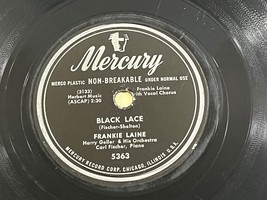 Mercury
MERCO PLASTIC NON-BREAKABLE UNDER NORMAL USE
(3133)
Herbert Music
(ASCAP) 2:30
Frankie Laine
with Vocal Chorus
BLACK LACE
(Fischer-Shelton)
FRANKIE LAINE
Harry Geller & His Orchestra
Carl Fischer, Piano
5363
MERCURY RECORD CORP. CHICAGO, ILLINOIS, U.S.A.